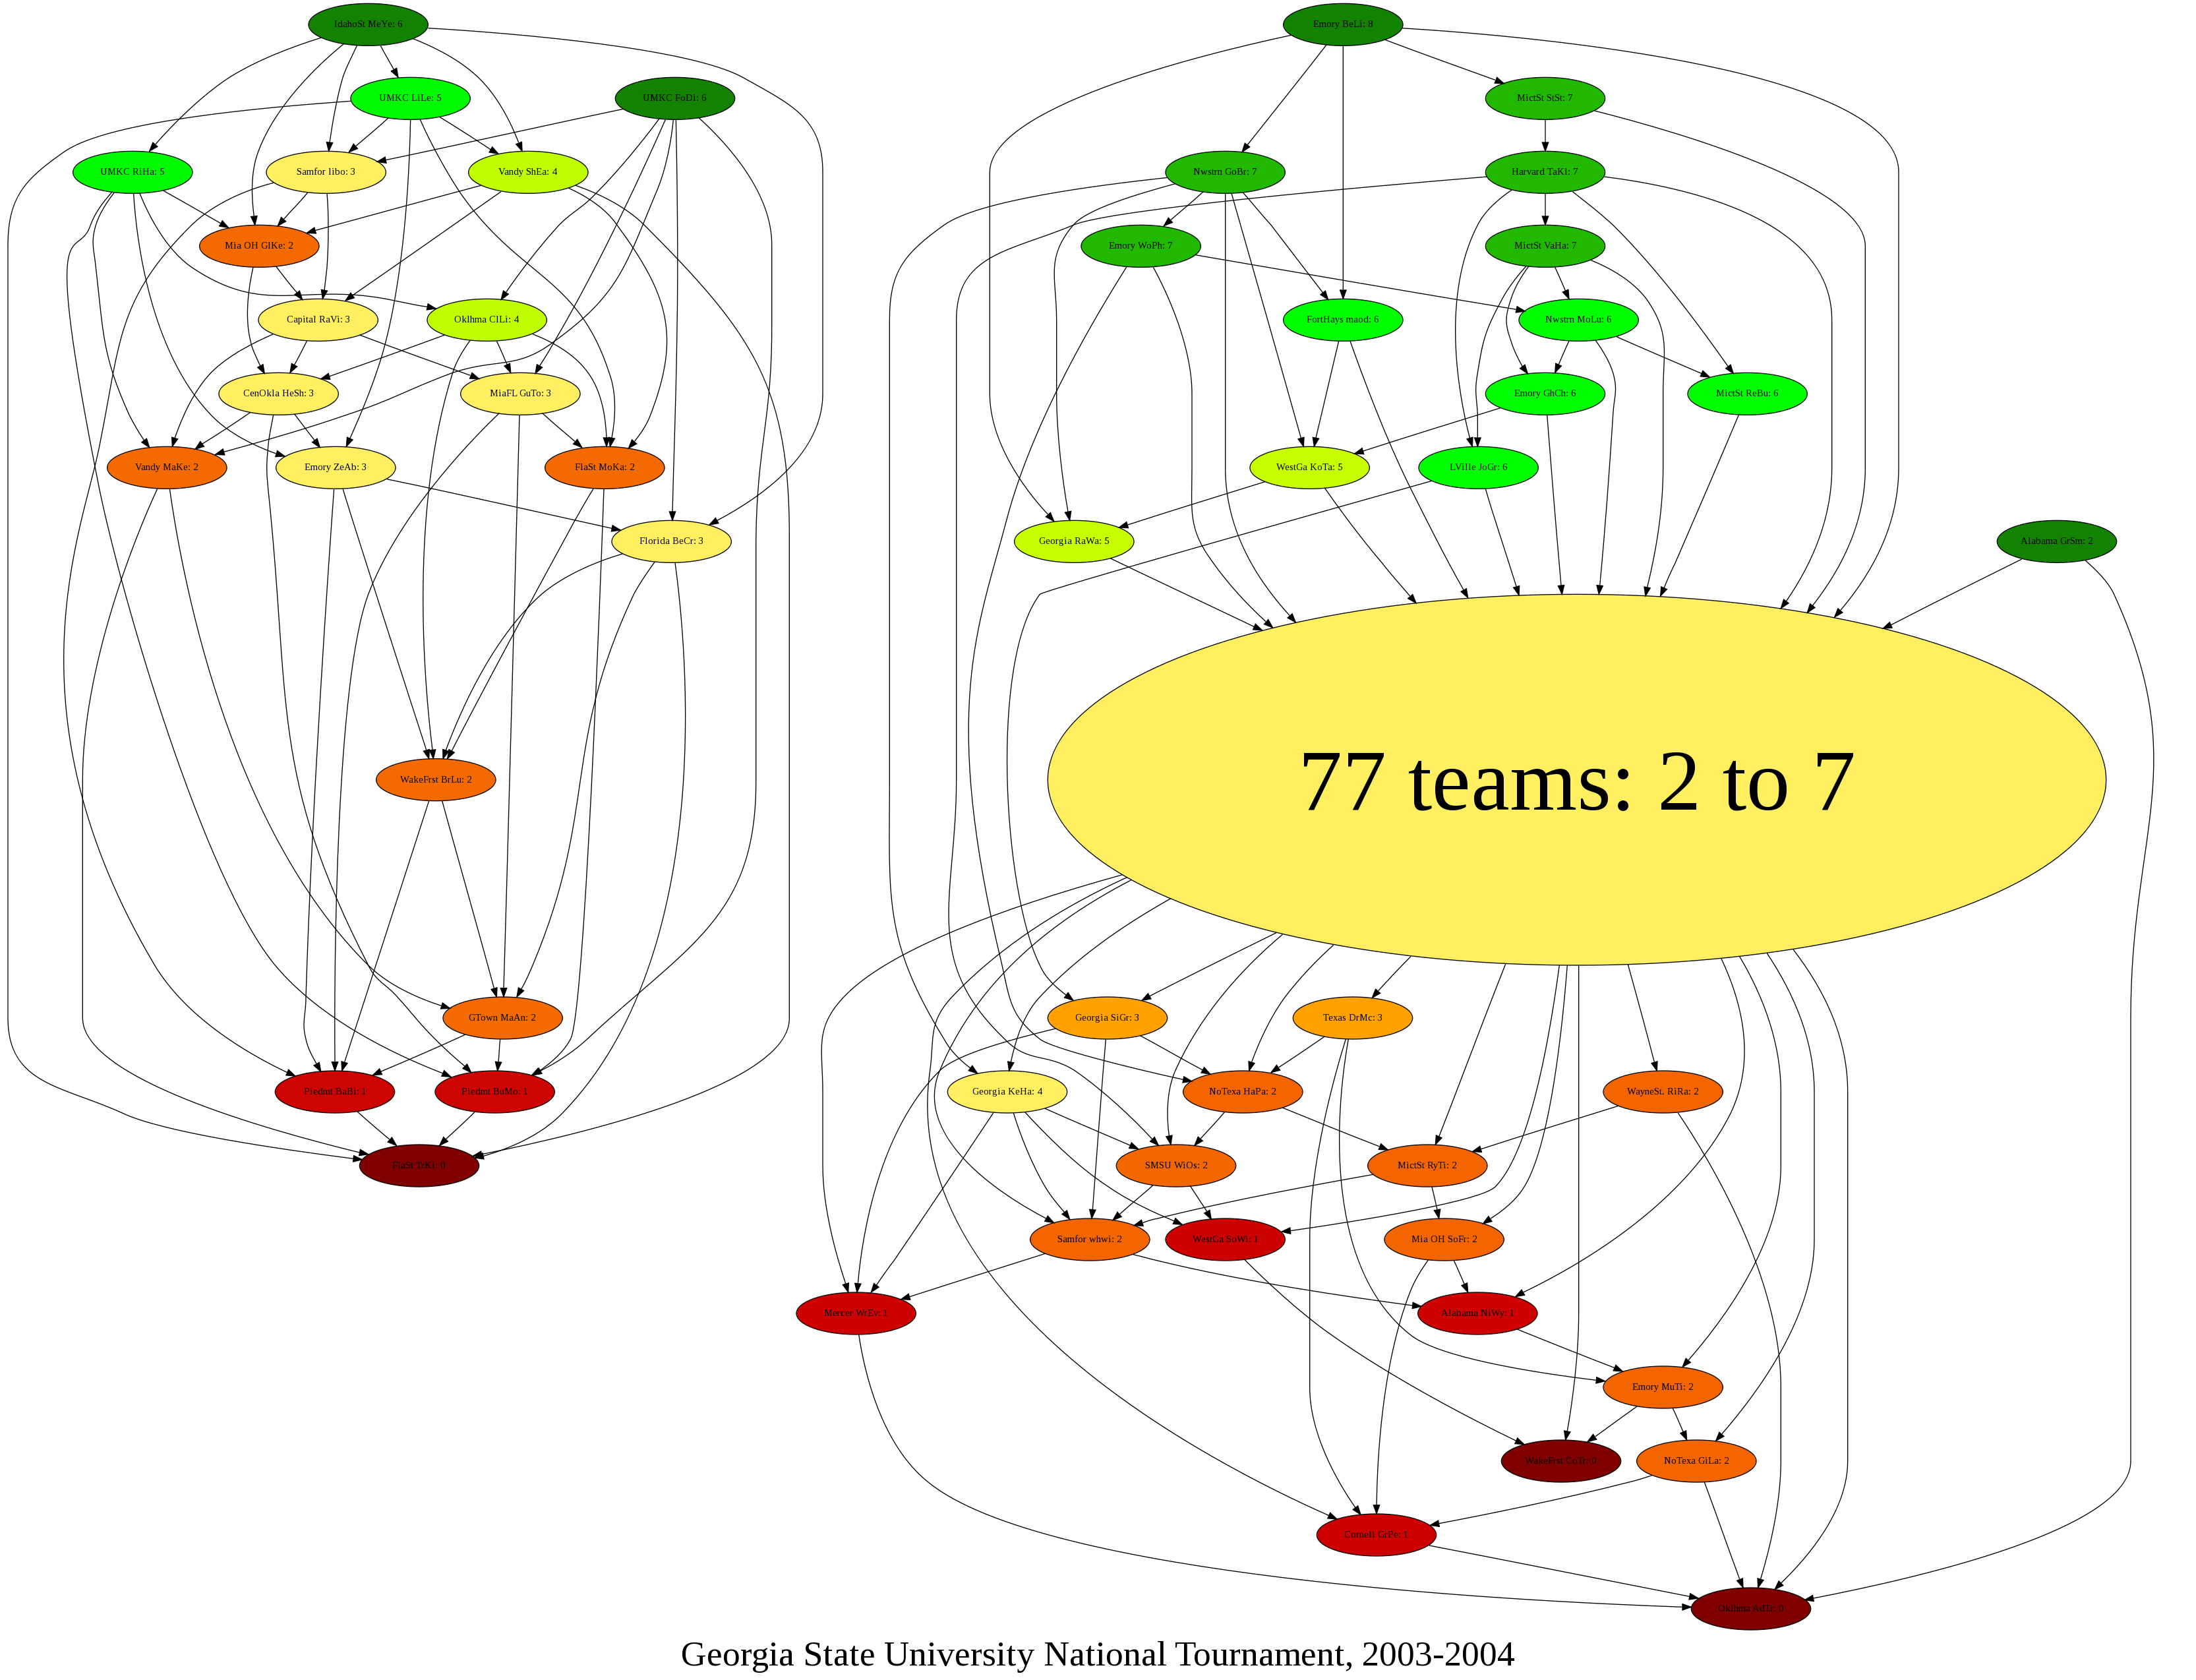 IdahoSt MeYe: 6
Emory BeLi: 8
UMKC LiLe: 5
UMKC FoDi: 6
MictSt StSt: 7
UMKC RiHa: 5
Samfor libo: 3
Vandy ShEa: 4
Nwstrn GoBr: 7
Harvard TaKl: 7
Mia OH GlKe: 2
Emory WoPh: 7
MictSt VaHa: 7
Capital RaVi: 3
Oklhma ClLi: 4
FortHays maod: 6
Nwstrn MoLu: 6
CenOkla HeSh: 3
MiaFL GuTo: 3
Emory GhCh: 6
MictSt ReBu: 6
Vandy MaKe: 2
Emory ZeAb: 3
FlaSt MoKa: 2
WestGa KoTa: 5
LVille JoGr: 6
Florida BeCr: 3
Georgia RaWa: 5
Alabama GrSm: 2
WakeFrst BrLu: 2
77 teams: 2 to 7
GTown MaAn: 2
Georgia SiGr: 3
Texas DrMc: 3
Piedmt BaBi: 1
Piedmt BuMo: 1
Georgia KeHa: 4
NoTexa HaPa: 2
WayneSt. RiRa: 2
FlaSt TrKi: 0
SMSU WiOs: 2
MictSt RyTi: 2
Samfor whwi: 2
WestGa SoWi: 1
Mia OH SoFr: 2
Mercer WrEv: 1
Alabama NiWy: 1
Emory MuTi: 2
WakeFrst CoTr: 0
NoTexa GiLa: 2
Cornell GrPe: 1
Oklhma AdTr: 0
Georgia State University National Tournament, 2003-2004